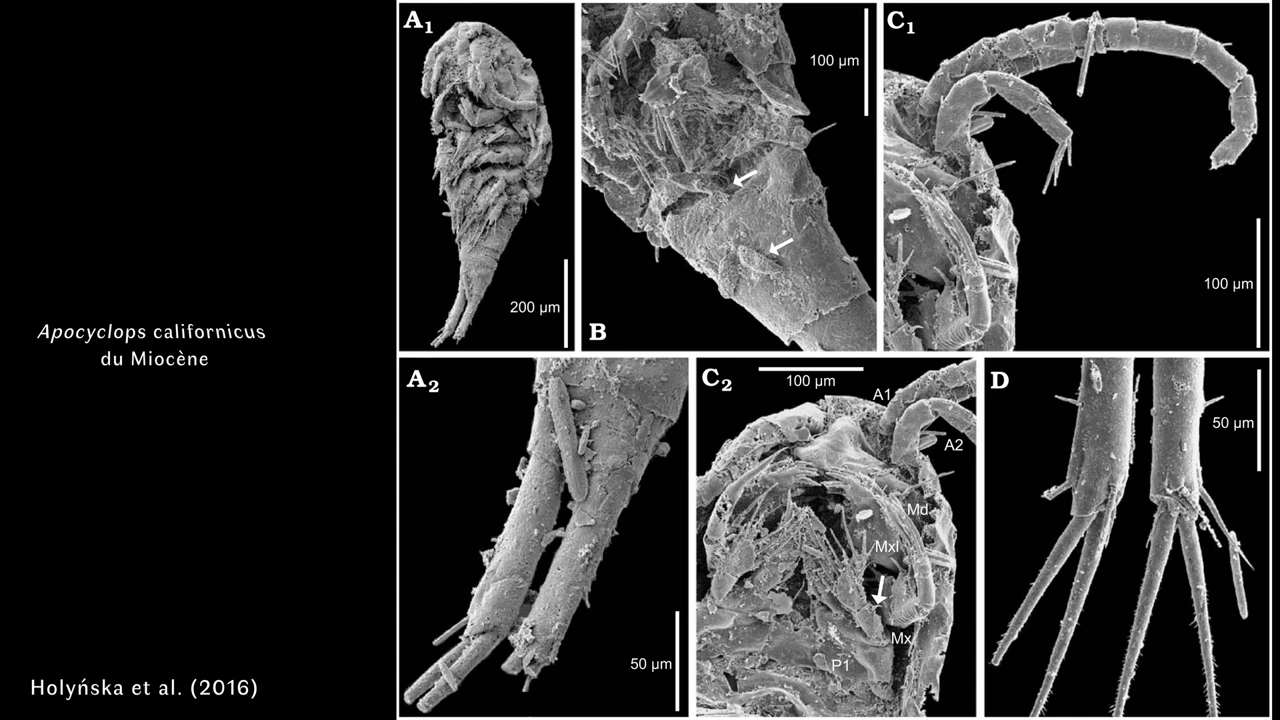 Apocyclops californicus
du Miocène
Holyńska et al. (2016)
A1
200 µm
100 µm
B
C1
100 µm
A2
50 µm
C2
100 µm
A1
A2
Md
Mxl
Mx
P1
D
50 µm